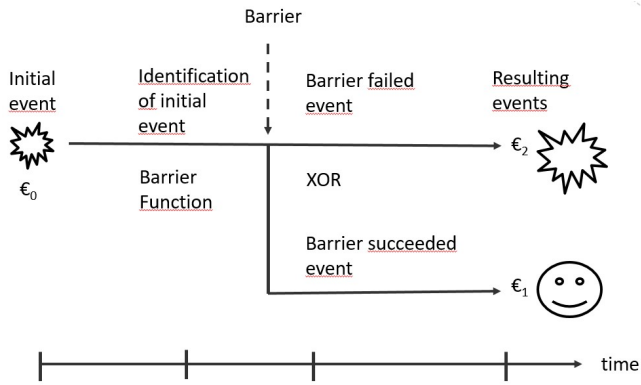 Barrier
Initial
event
€0
Identification
of initial
event
Barrier
Function
Barrier failed
event
XOR
Barrier succeeded
event
Resulting
events
€2
€1
time